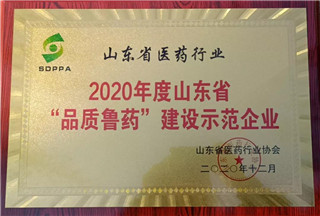 SDPPA
山东省医药行业
2020年度山东省
“品质鲁药”建设示范企业
山东省医药行业协会
二〇二〇年十二月